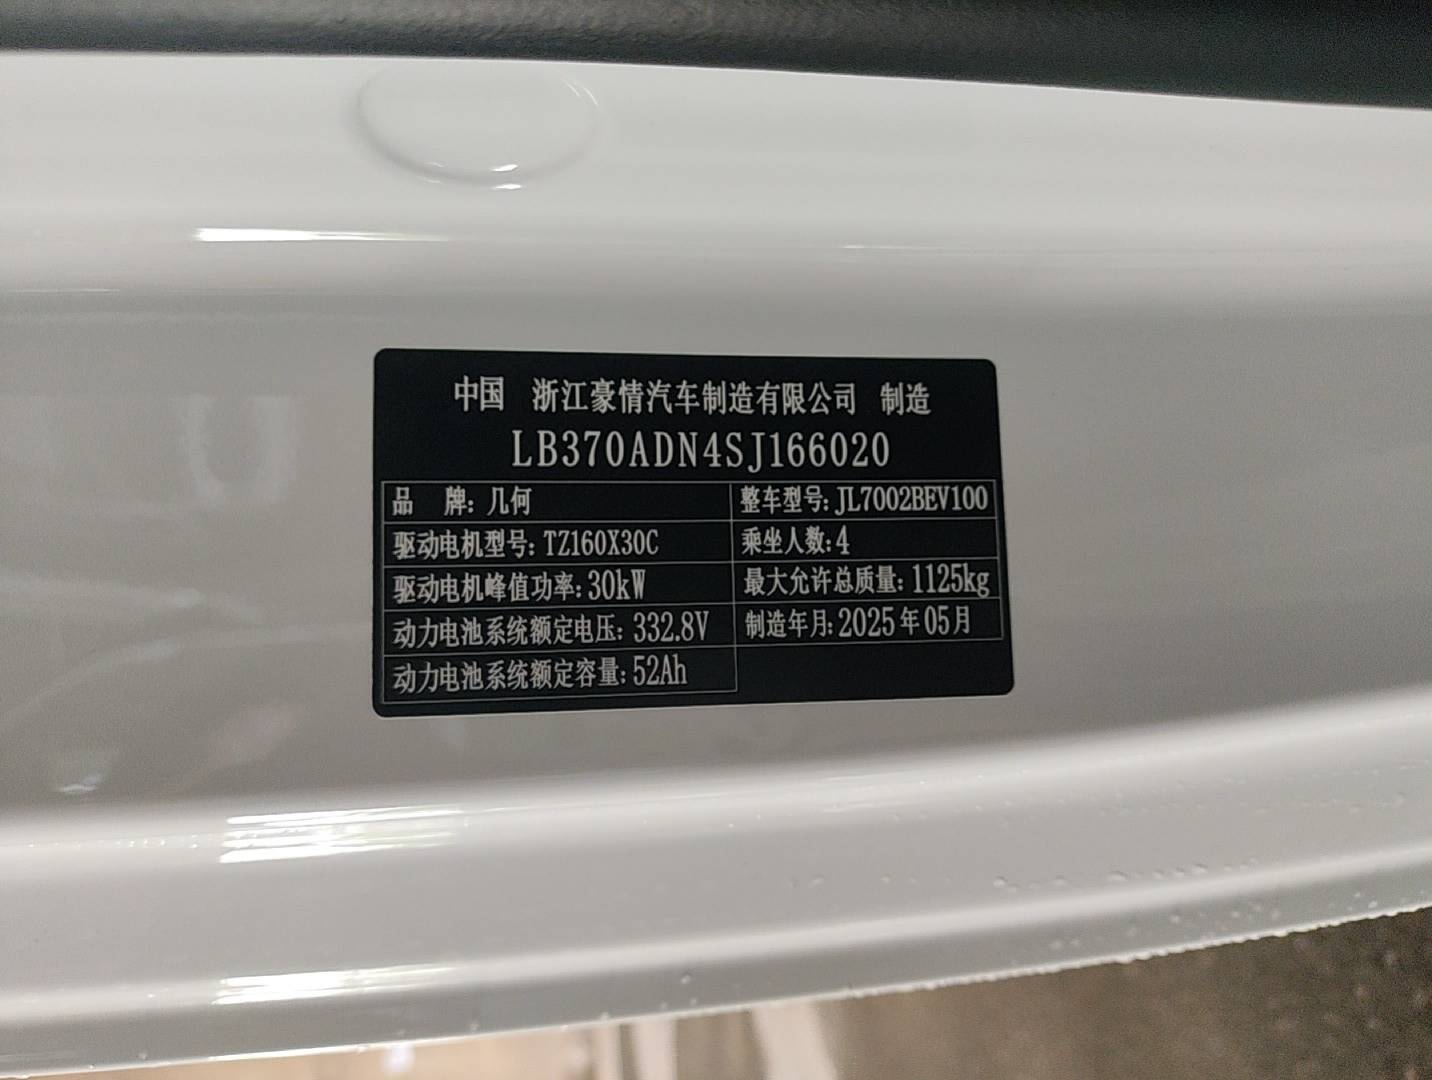 中国 浙江豪情汽车制造有限公司 制造
LB370ADN4SJ166020
品 牌: 几何 整车型号: JL7002BEV100
驱动电机型号: TZ160X30C 乘坐人数: 4
驱动电机峰值功率: 30kW 最大允许总质量: 1125kg
动力电池系统额定电压: 332.8V 制造年月: 2025年05月
动力电池系统额定容量: 52Ah